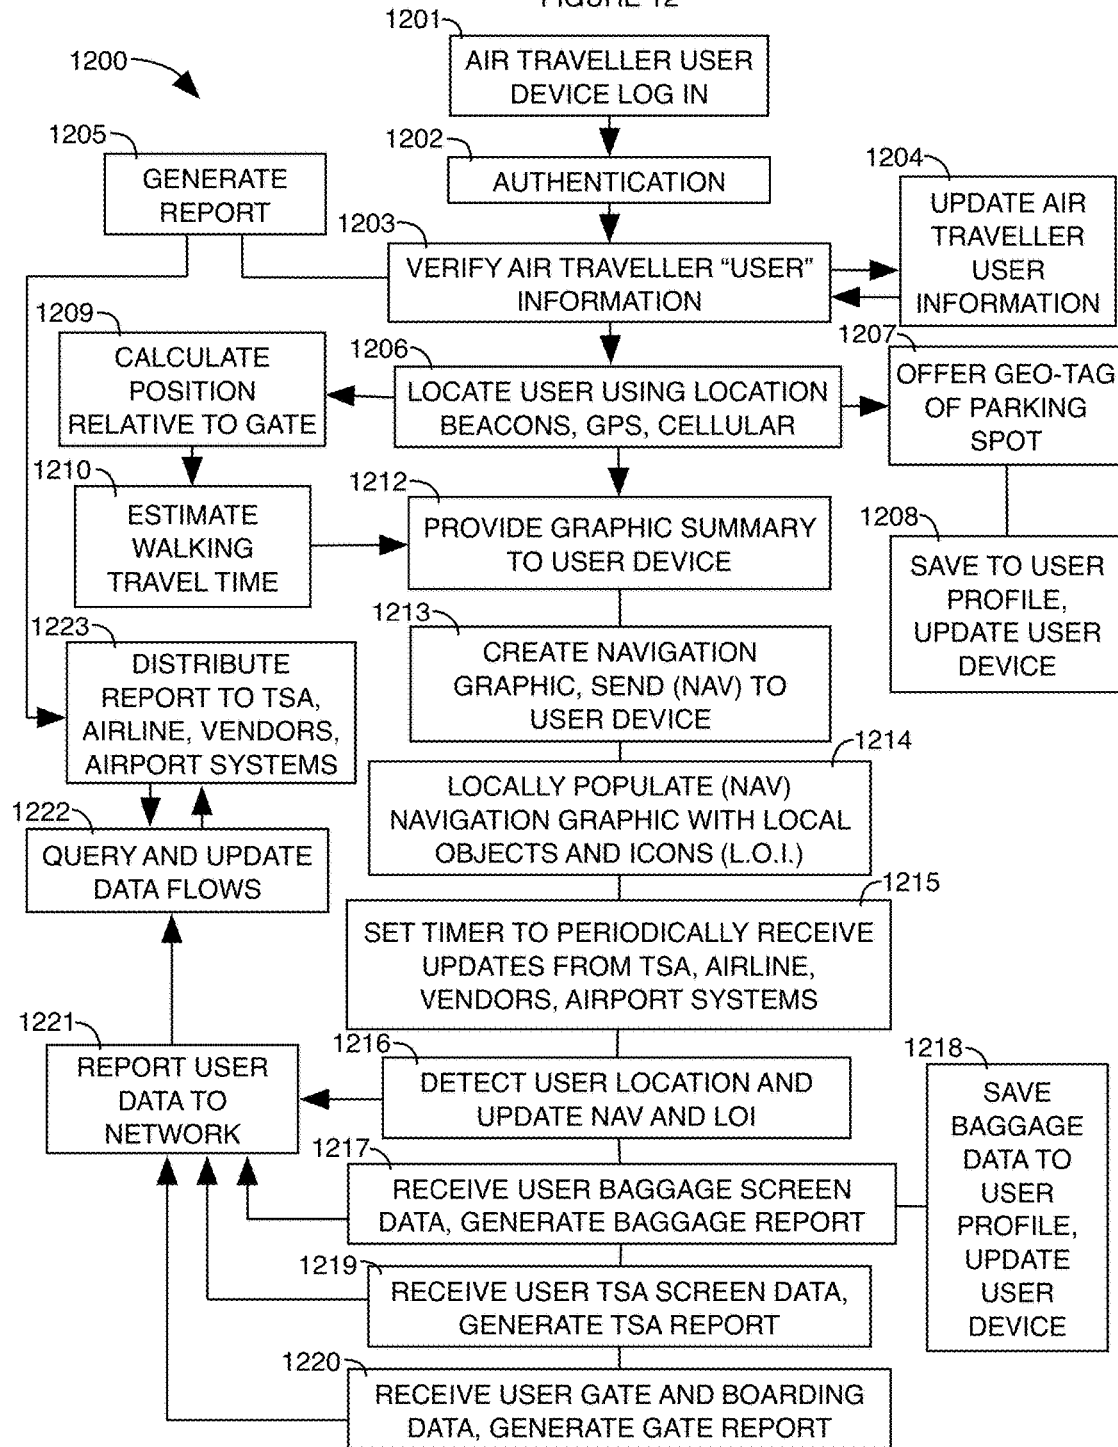 FIGURE 12
1200
1201
AIR TRAVELLER USER
DEVICE LOG IN
1202
AUTHENTICATION
1205
GENERATE
REPORT
1203
VERIFY AIR TRAVELLER “USER”
INFORMATION
1204
UPDATE AIR
TRAVELLER
USER
INFORMATION
1209
CALCULATE
POSITION
RELATIVE TO GATE
1206
LOCATE USER USING LOCATION
BEACONS, GPS, CELLULAR
1207
OFFER GEO-TAG
OF PARKING
SPOT
1210
ESTIMATE
WALKING
TRAVEL TIME
1212
PROVIDE GRAPHIC SUMMARY
TO USER DEVICE
1208
SAVE TO USER
PROFILE,
UPDATE USER
DEVICE
1213
CREATE NAVIGATION
GRAPHIC, SEND (NAV) TO
USER DEVICE
1223
DISTRIBUTE
REPORT TO TSA,
AIRLINE, VENDORS,
AIRPORT SYSTEMS
1214
LOCALLY POPULATE (NAV)
NAVIGATION GRAPHIC WITH LOCAL
OBJECTS AND ICONS (L.O.I.)
1222
QUERY AND UPDATE
DATA FLOWS
1215
SET TIMER TO PERIODICALLY RECEIVE
UPDATES FROM TSA, AIRLINE,
VENDORS, AIRPORT SYSTEMS
1221
REPORT USER
DATA TO
NETWORK
1216
DETECT USER LOCATION AND
UPDATE NAV AND LOI
1217
RECEIVE USER BAGGAGE SCREEN
DATA, GENERATE BAGGAGE REPORT
1218
SAVE
BAGGAGE
DATA TO
USER
PROFILE,
UPDATE
USER
DEVICE
1219
RECEIVE USER TSA SCREEN DATA,
GENERATE TSA REPORT
1220
RECEIVE USER GATE AND BOARDING
DATA, GENERATE GATE REPORT